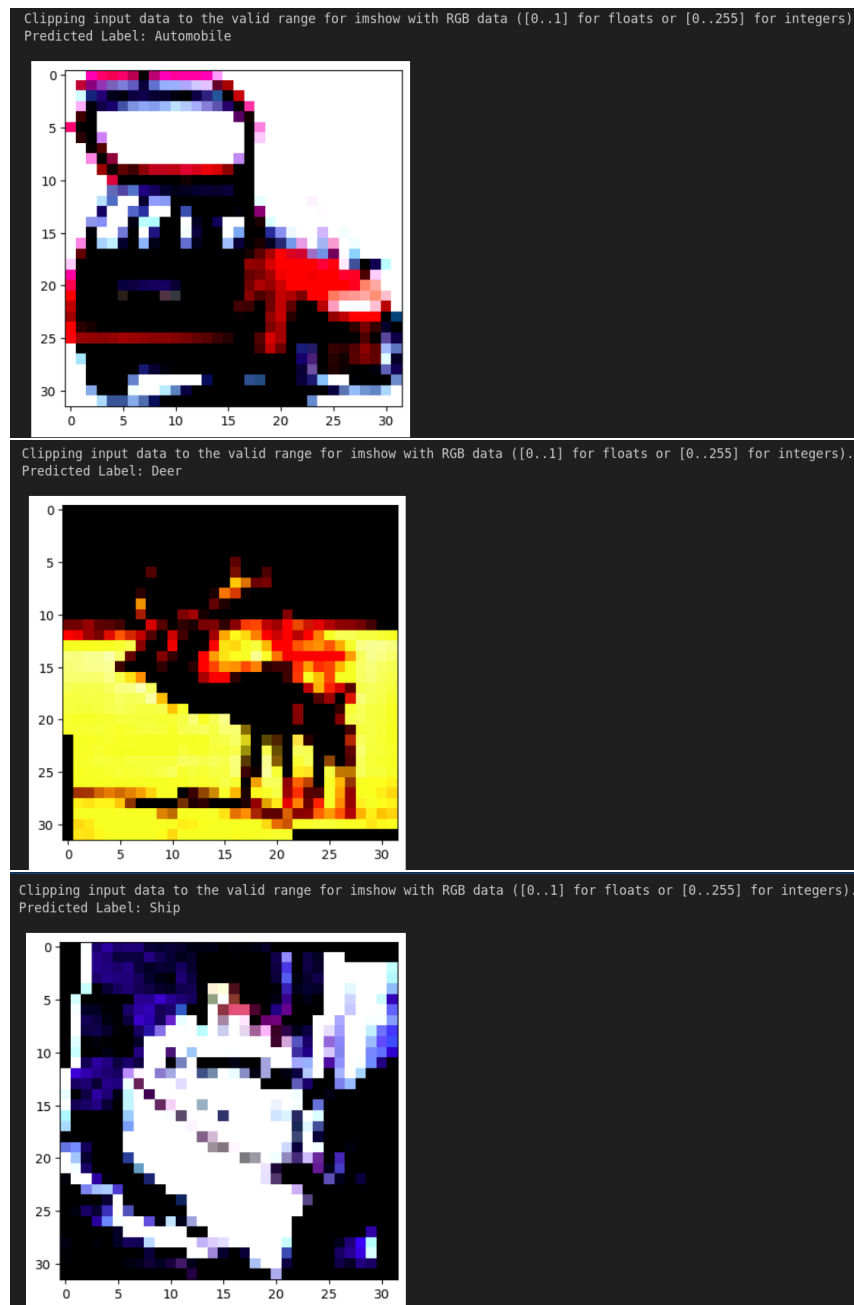 Clipping input data to the valid range for imshow with RGB data ([0..1] for floats or [0..255] for integers)
Predicted Label: Automobile
0
5
10
15
20
25
30
0 5 10 15 20 25 30
Clipping input data to the valid range for imshow with RGB data ([0..1] for floats or [0..255] for integers).
Predicted Label: Deer
0
5
10
15
20
25
30
0 5 10 15 20 25 30
Clipping input data to the valid range for imshow with RGB data ([0..1] for floats or [0..255] for integers).
Predicted Label: Ship
0
5
10
15
20
25
30
0 5 10 15 20 25 30